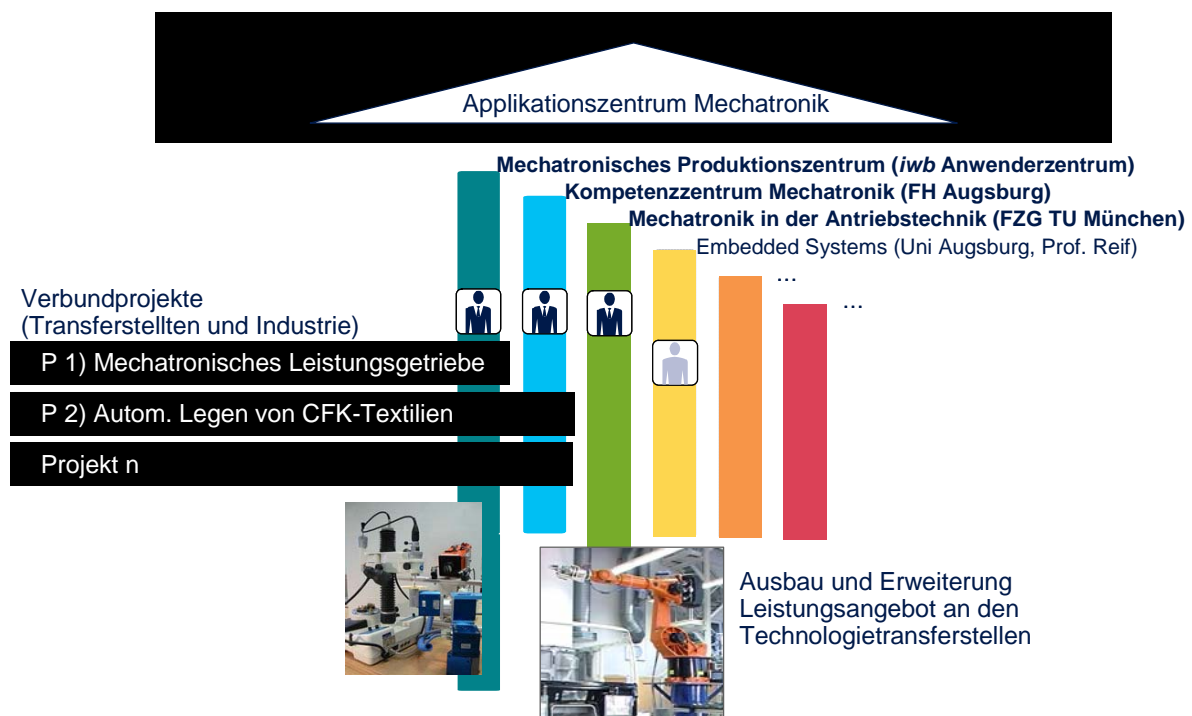 Applikationszentrum Mechatronik
Mechatronisches Produktionszentrum (iwb Anwenderzentrum)
Kompetenzzentrum Mechatronik (FH Augsburg)
Mechatronik in der Antriebstechnik (FZG TU München)
Embedded Systems (Uni Augsburg, Prof. Reif)
...
...
Verbundprojekte
(Transferstellten und Industrie)
P 1) Mechatronisches Leistungsgetriebe
P 2) Autom. Legen von CFK-Textilien
Projekt n
Ausbau und Erweiterung
Leistungsangebot an den
Technologietransferstellen